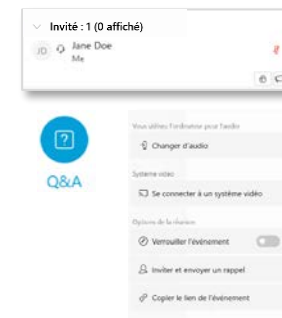 Invité : 1 (0 affiché)
JD
Jane Doe
Me
Q&A
Vous utilisez l'ordinateur pour l'audio
Changer d'audio
Système vidéo
Se connecter à un système vidéo
Options de la réunion
Verrouiller l'événement
Inviter et envoyer un rappel
Copier le lien de l'événement